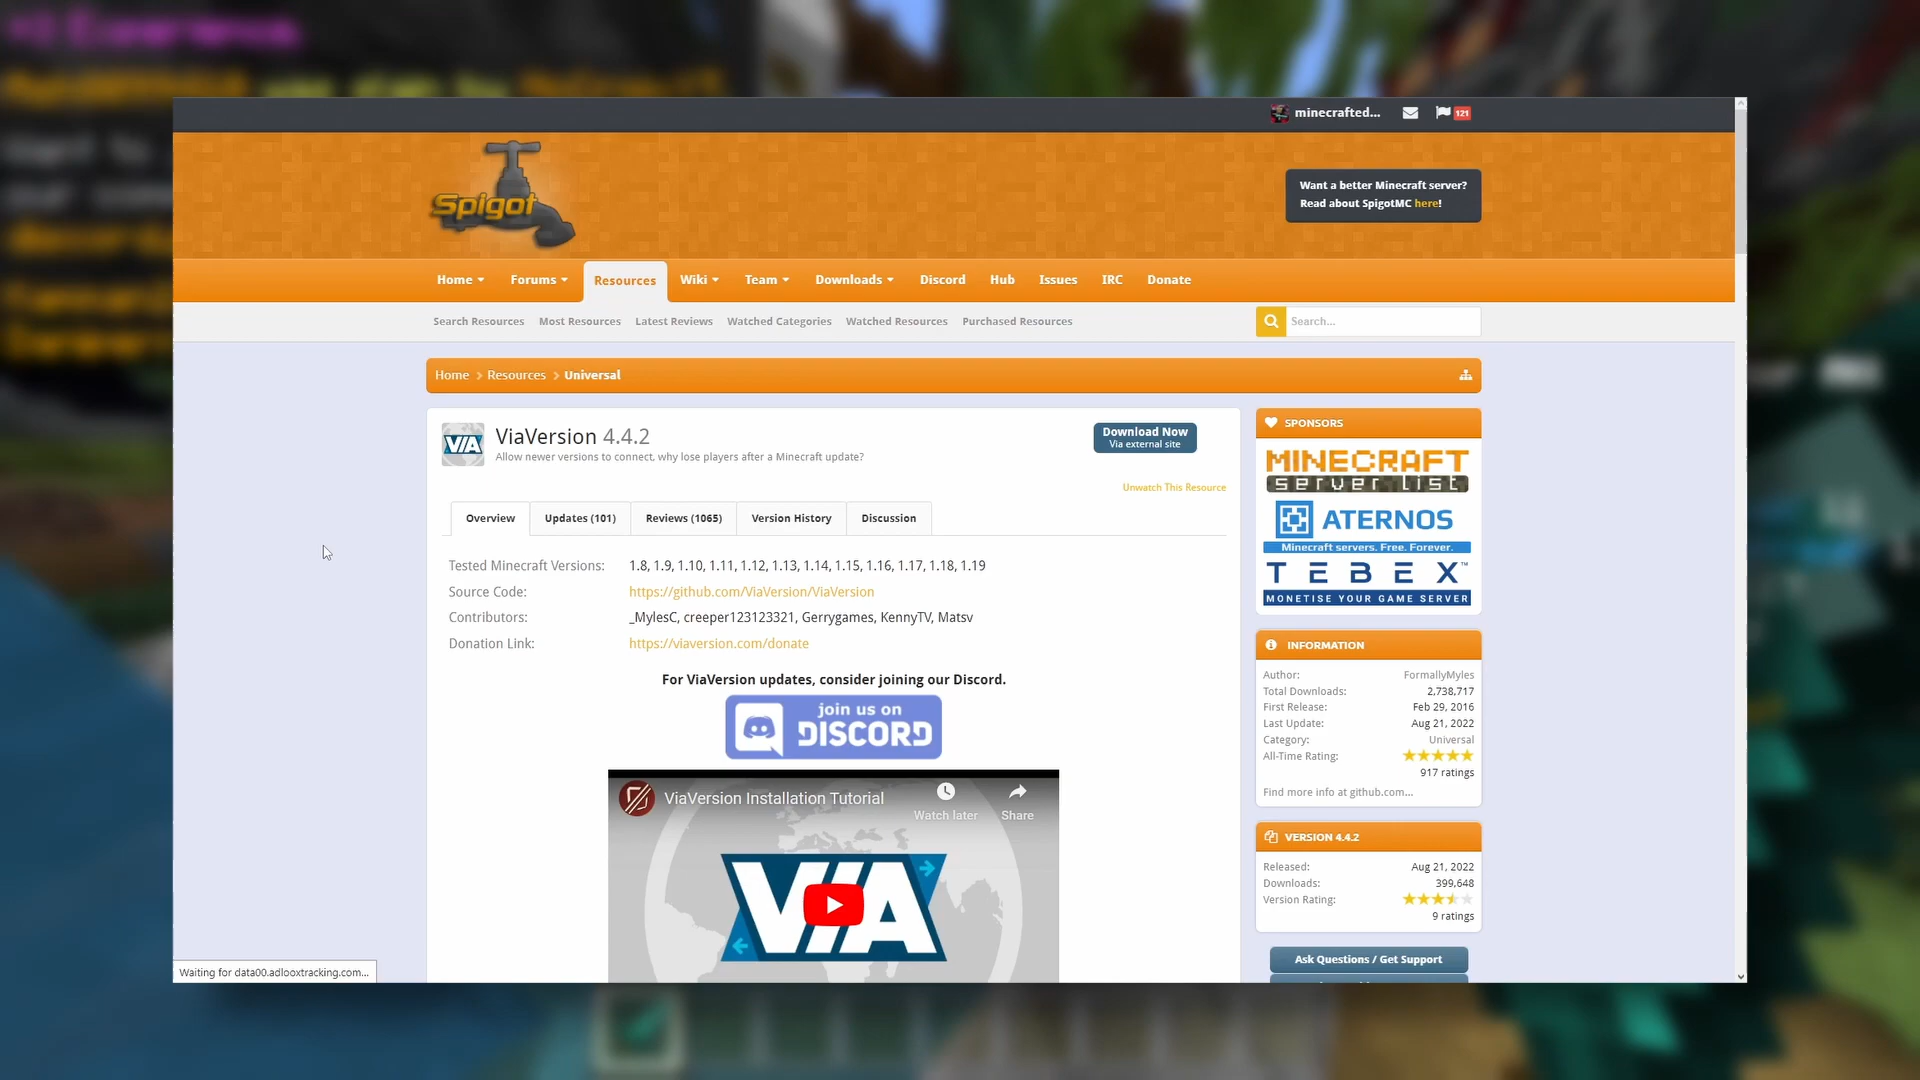 minecrafted...
121
Spigot
Want a better Minecraft server?
Read about SpigotMC here!
Home
Forums
Resources
Wiki
Team
Downloads
Discord
Hub
Issues
IRC
Donate
Search Resources
Most Resources
Latest Reviews
Watched Categories
Watched Resources
Purchased Resources
Search...
Home
Resources
Universal
VIA
ViaVersion 4.4.2
Allow newer versions to connect, why lose players after a Minecraft update?
Download Now
Via external site
Unwatch This Resource
Overview
Updates (101)
Reviews (1065)
Version History
Discussion
Tested Minecraft Versions: 1.8, 1.9, 1.10, 1.11, 1.12, 1.13, 1.14, 1.15, 1.16, 1.17, 1.18, 1.19
Source Code: https://github.com/ViaVersion/ViaVersion
Contributors: _MylesC, creeper123123321, Gerrygames, KennyTV, Matsv
Donation Link: https://viaversion.com/donate
For ViaVersion updates, consider joining our Discord.
join us on
DISCORD
ViaVersion Installation Tutorial
Watch later
Share
VIA
SPONSORS
MINECRAFT
server list
ATERNOS
Minecraft servers. Free. Forever.
TEBEX™
MONETISE YOUR GAME SERVER
INFORMATION
Author: FormallyMyles
Total Downloads: 2,738,717
First Release: Feb 29, 2016
Last Update: Aug 21, 2022
Category: Universal
All-Time Rating:
917 ratings
Find more info at github.com...
VERSION 4.4.2
Released: Aug 21, 2022
Downloads: 399,648
Version Rating:
9 ratings
Ask Questions / Get Support
Waiting for data00.adlooxtracking.com...